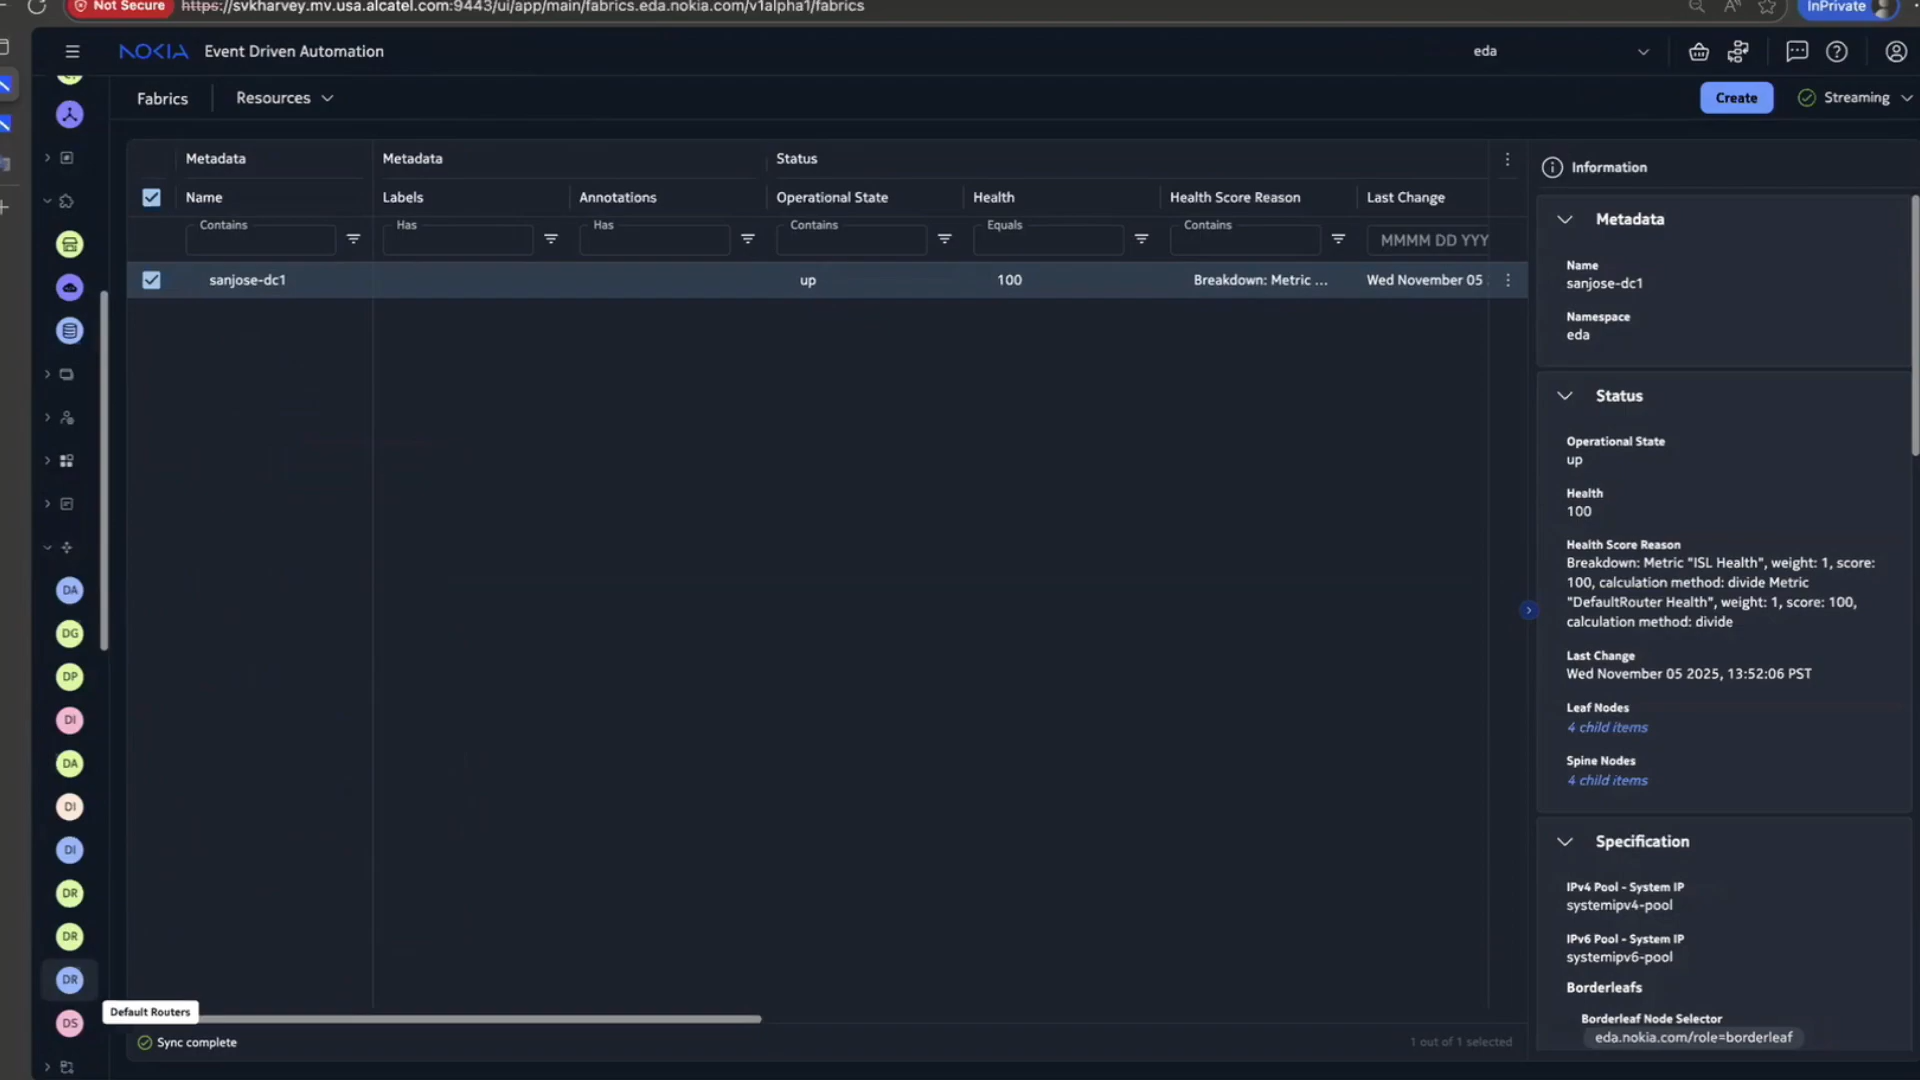 Not Secure
https://svkharvey.mv.usa.alcatel.com:9443/ui/app/main/fabrics.eda.nokia.com/v1alpha1/fabrics
InPrivate
NOKIA Event Driven Automation
eda
Fabrics
Resources
Create
Streaming
Metadata
Metadata
Status
Name
Labels
Annotations
Operational State
Health
Health Score Reason
Last Change
Contains
Has
Has
Contains
Equals
Contains
MMMM DD YYY
sanjose-dc1
up
100
Breakdown: Metric ...
Wed November 05
Information
Metadata
Name
sanjose-dc1
Namespace
eda
Status
Operational State
up
Health
100
Health Score Reason
Breakdown: Metric "ISL Health", weight: 1, score:
100, calculation method: divide Metric
"DefaultRouter Health", weight: 1, score: 100,
calculation method: divide
Last Change
Wed November 05 2025, 13:52:06 PST
Leaf Nodes
4 child items
Spine Nodes
4 child items
Specification
IPv4 Pool - System IP
systemipv4-pool
IPv6 Pool - System IP
systemipv6-pool
Borderleafs
Borderleaf Node Selector
eda.nokia.com/role=borderleaf
DA
DG
DP
DI
DA
DI
DI
DR
DR
DR
Default Routers
DS
Sync complete
1 out of 1 selected